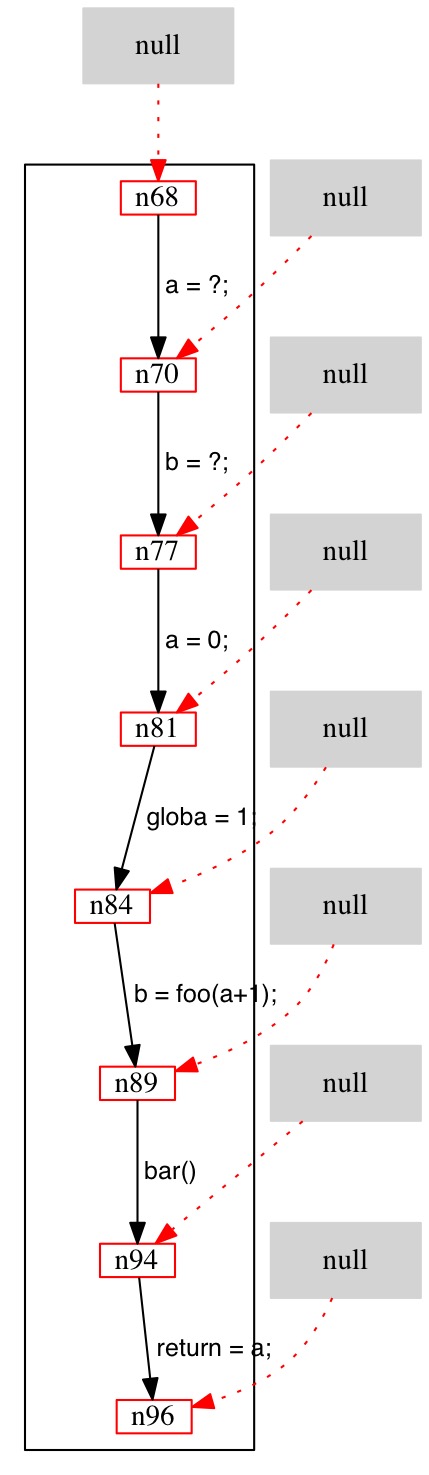 null
n68
null
a = ?;
n70
null
b = ?;
n77
null
a = 0;
n81
null
globa = 1;
n84
null
b = foo(a+1);
n89
null
bar()
n94
null
return = a;
n96